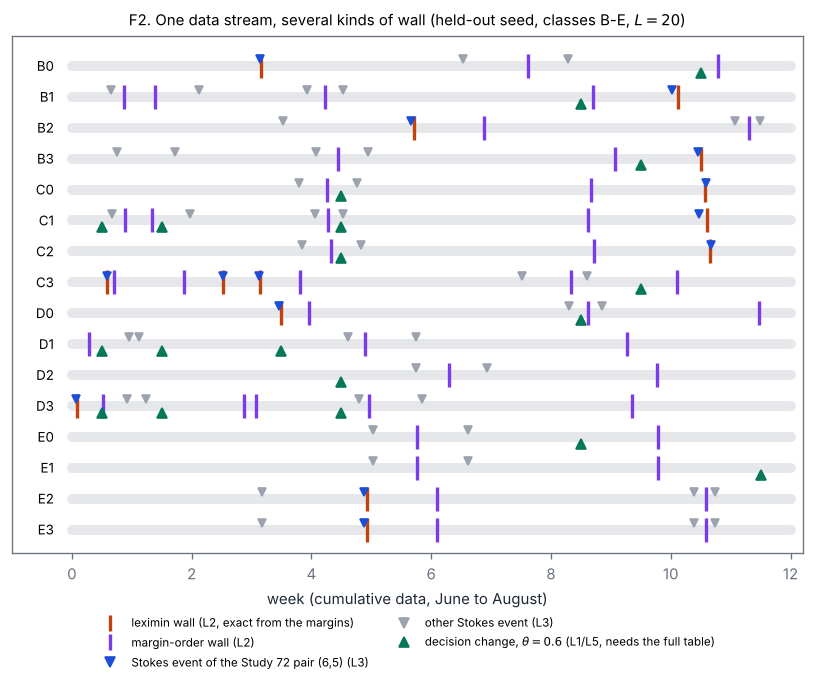 F2. One data stream, several kinds of wall (held-out seed, classes B-E, L = 20)
B0
B1
B2
B3
C0
C1
C2
C3
D0
D1
D2
D3
E0
E1
E2
E3
0 2 4 6 8 10 12
week (cumulative data, June to August)
leximin wall (L2, exact from the margins)
margin-order wall (L2)
Stokes event of the Study 72 pair (6,5) (L3)
other Stokes event (L3)
decision change, θ = 0.6 (L1/L5, needs the full table)